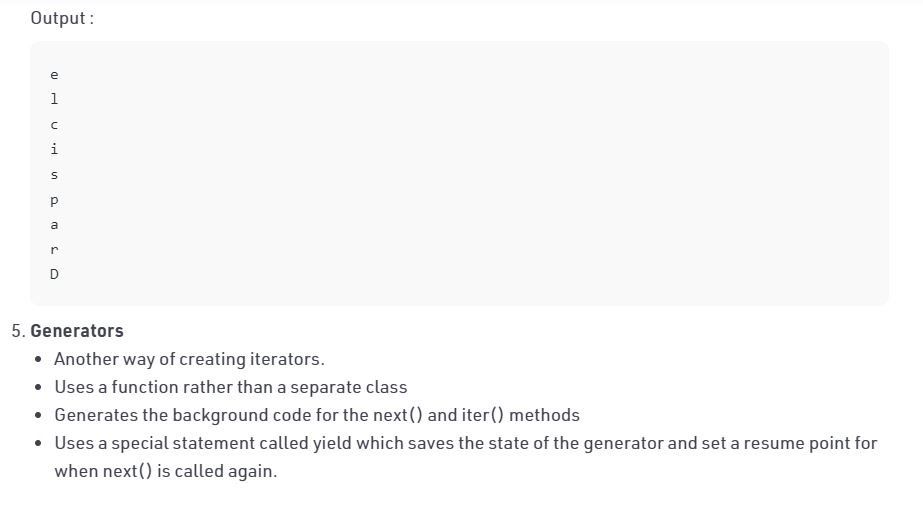 Output :
e
l
c
i
s
p
a
r
D
5. Generators
• Another way of creating iterators.
• Uses a function rather than a separate class
• Generates the background code for the next() and iter() methods
• Uses a special statement called yield which saves the state of the generator and set a resume point for
when next() is called again.